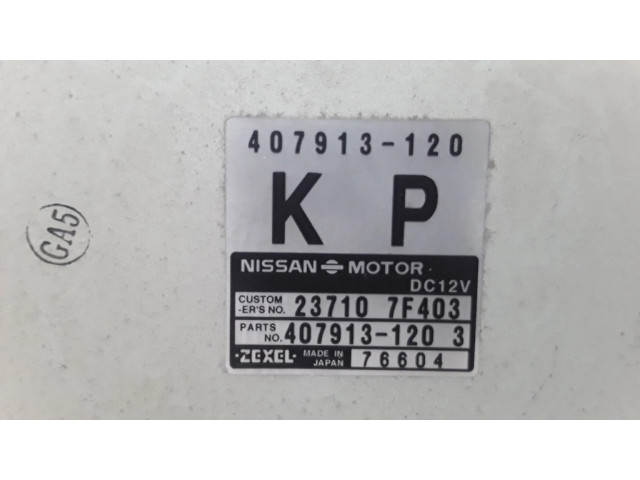 407913-120
K P
NISSAN MOTOR
DC12V
CUSTOM
-ER'S NO. 23710 7F403
PARTS
NO. 407913-120 3
·ZEXEL· MADE IN
JAPAN 76604
GA5